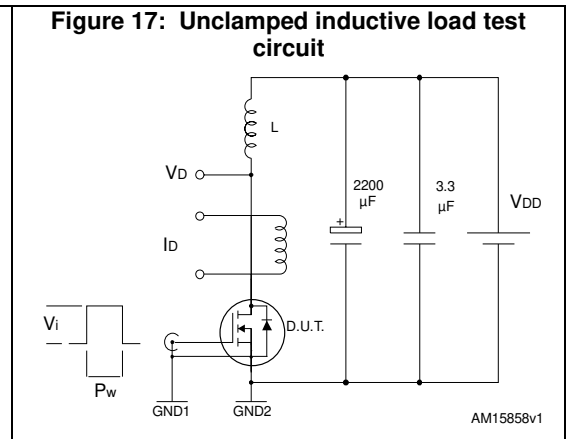 Figure 17: Unclamped inductive load test
circuit
L
VD
2200
µF
3.3
µF
VDD
+
ID
Vi
D.U.T.
Pw
GND1
GND2
AM15858v1